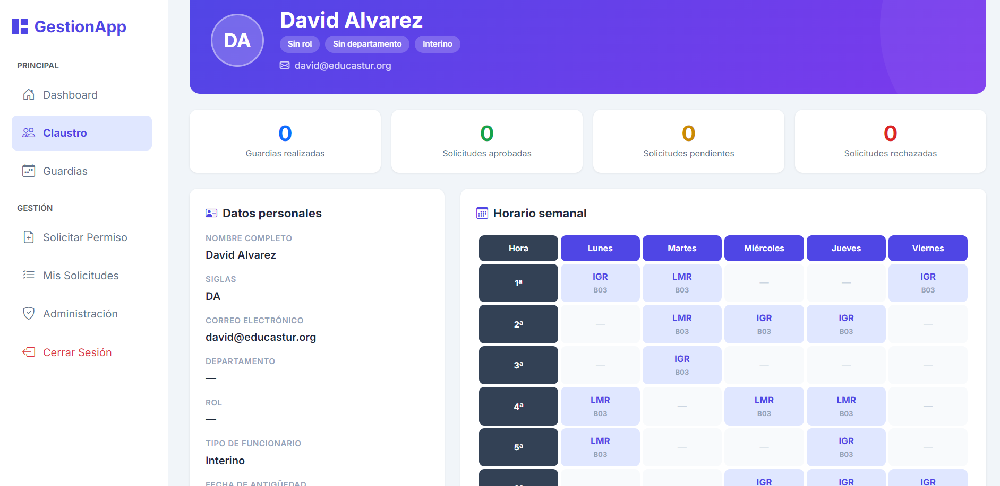 GestionApp
PRINCIPAL
Dashboard
Claustro
Guardias
GESTIÓN
Solicitar Permiso
Mis Solicitudes
Administración
Cerrar Sesión
DA
David Alvarez
Sin rol Sin departamento Interino
david@educastur.org
0
Guardias realizadas
0
Solicitudes aprobadas
0
Solicitudes pendientes
0
Solicitudes rechazadas
Datos personales
NOMBRE COMPLETO
David Alvarez
SIGLAS
DA
CORREO ELECTRÓNICO
david@educastur.org
DEPARTAMENTO
—
ROL
—
TIPO DE FUNCIONARIO
Interino
FECHA DE ANTIGÜEDAD
Horario semanal
Hora Lunes Martes Miércoles Jueves Viernes
1ª IGR LMR — — IGR
B03 B03 B03
2ª — LMR IGR IGR —
B03 B03 B03
3ª — IGR — — —
B03
4ª LMR — LMR LMR —
B03 B03 B03
5ª LMR — — IGR —
B03 B03
IGR IGR IGR